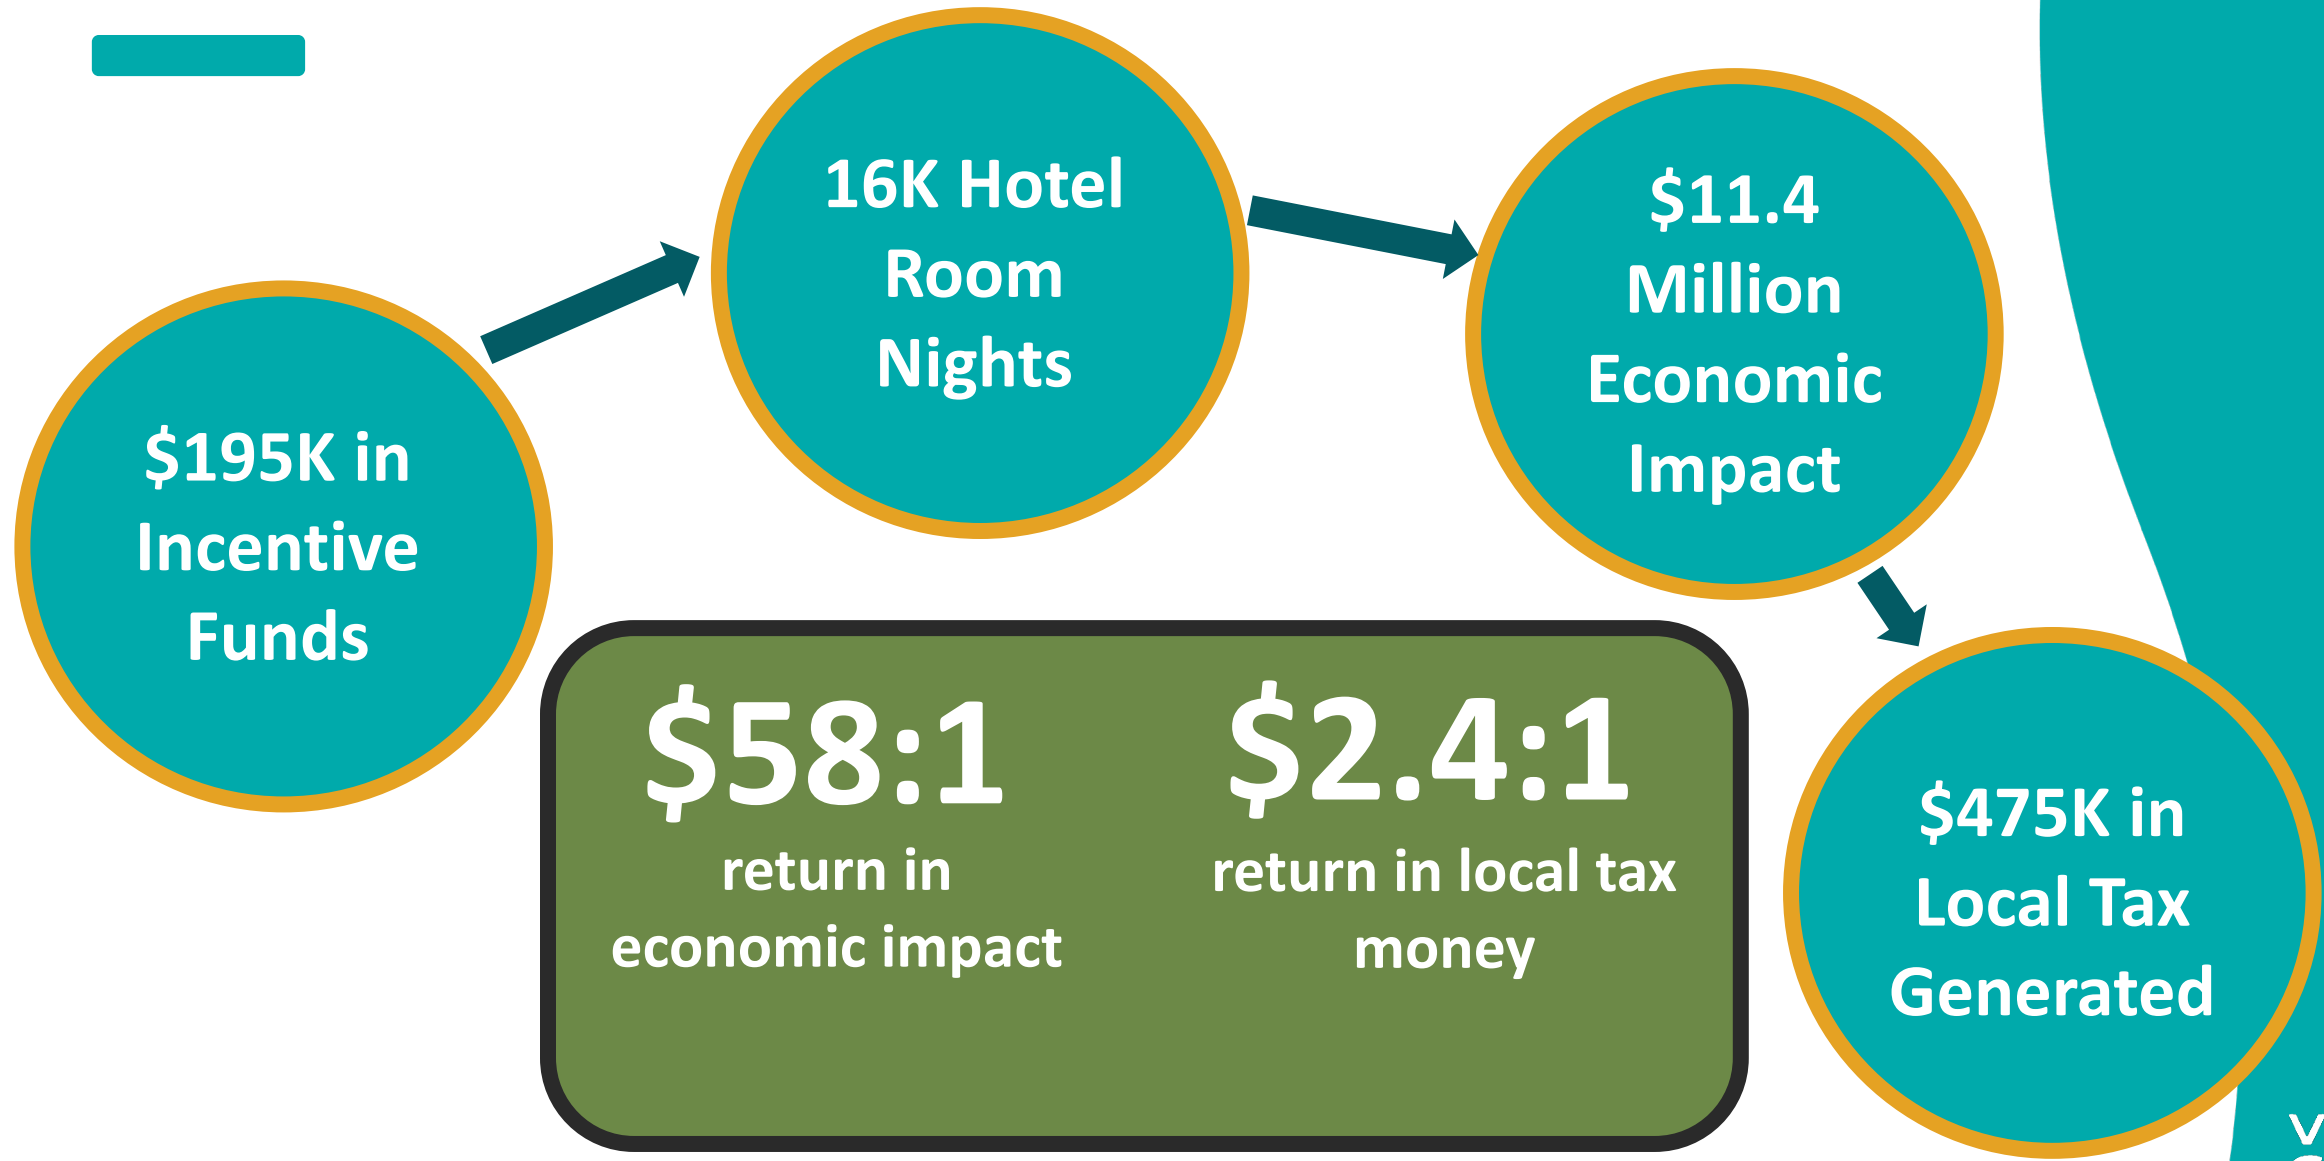 $195K in
Incentive
Funds
16K Hotel
Room
Nights
$11.4
Million
Economic
Impact
$475K in
Local Tax
Generated
$58:1
return in
economic impact
$2.4:1
return in local tax
money